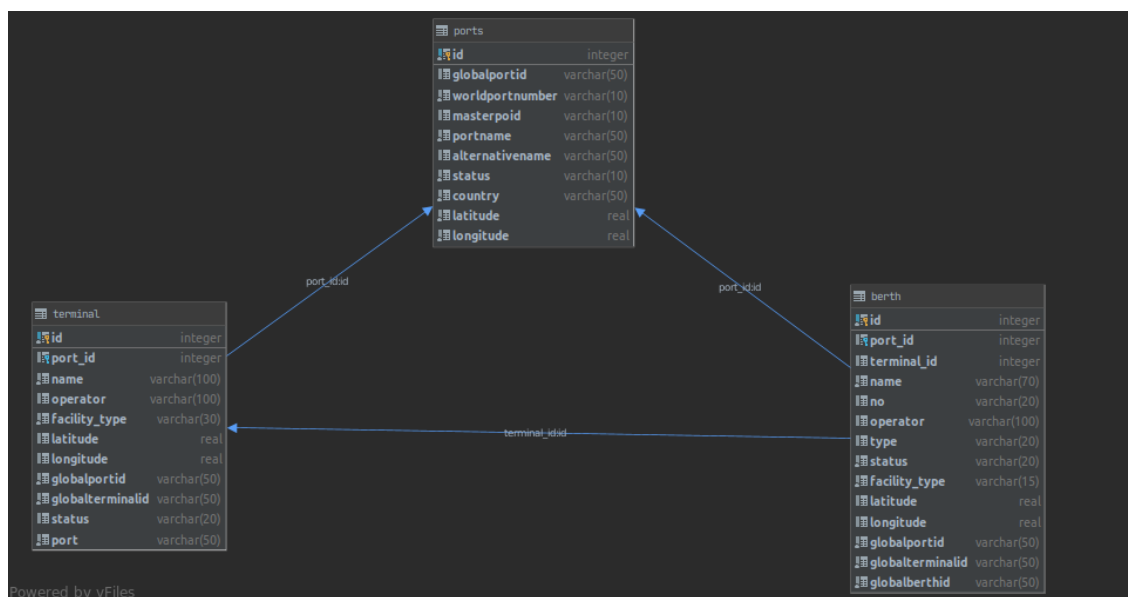 ports
id integer
globalportid varchar(50)
worldportnumber varchar(10)
masterpoid varchar(10)
portname varchar(50)
alternativename varchar(50)
status varchar(10)
country varchar(50)
latitude real
longitude real
port_id:id
port_id:id
terminal
id integer
port_id integer
name varchar(100)
operator varchar(100)
facility_type varchar(30)
latitude real
longitude real
globalportid varchar(50)
globalterminalid varchar(50)
status varchar(20)
port varchar(50)
terminal_id:id
berth
id integer
port_id integer
terminal_id integer
name varchar(70)
no varchar(20)
operator varchar(100)
type varchar(20)
status varchar(20)
facility_type varchar(15)
latitude real
longitude real
globalportid varchar(50)
globalterminalid varchar(50)
globalberthid varchar(50)
Powered by yFiles